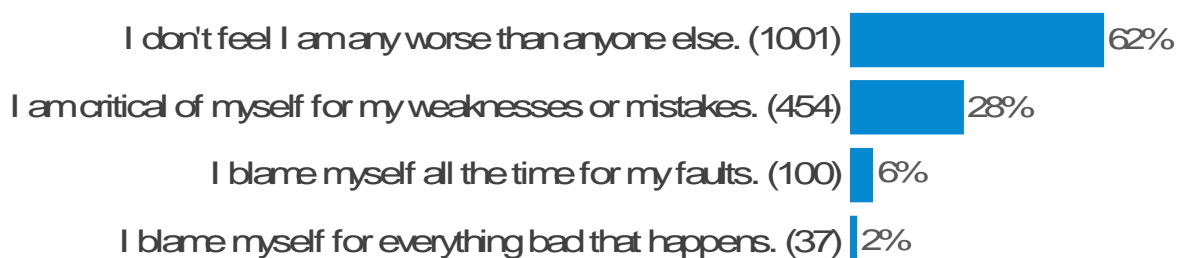 I don't feel I am any worse than anyone else. (1001) 62%
I am critical of myself for my weaknesses or mistakes. (454) 28%
I blame myself all the time for my faults. (100) 6%
I blame myself for everything bad that happens. (37) 2%